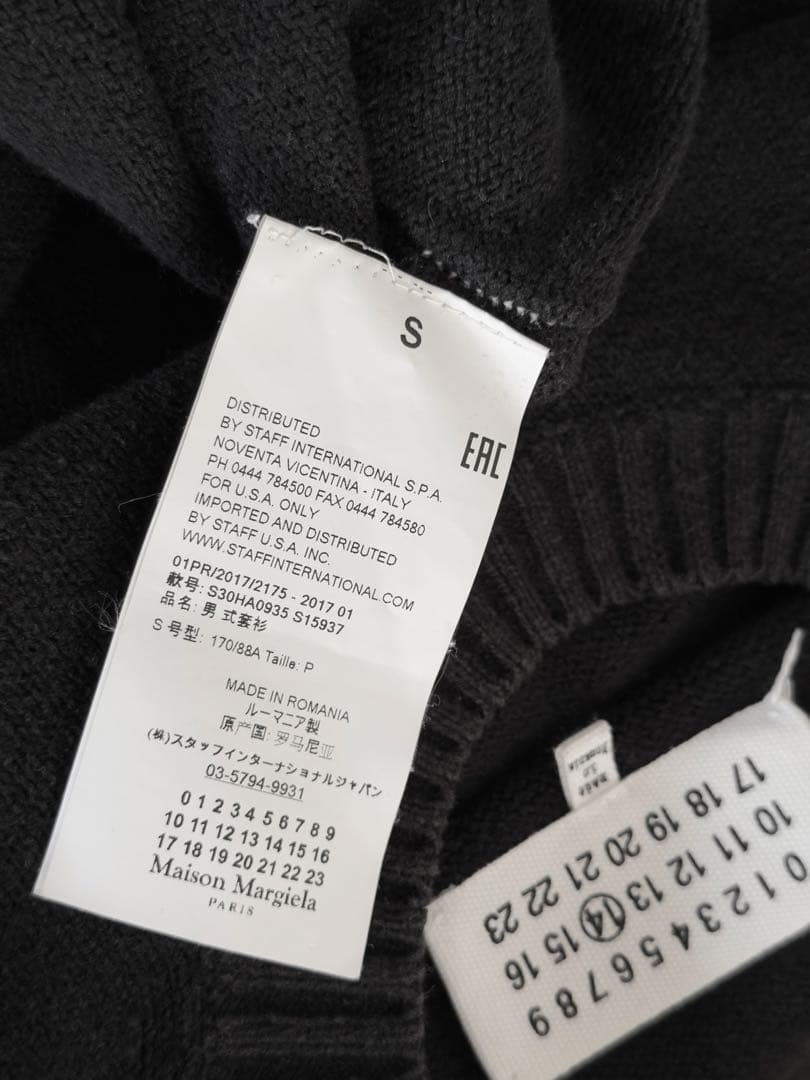 S
EAC
DISTRIBUTED
BY STAFF INTERNATIONAL S.P.A.
NOVENTA VICENTINA - ITALY
PH 0444 784500 FAX 0444 784580
FOR U.S.A. ONLY
IMPORTED AND DISTRIBUTED
BY STAFF U.S.A. INC.
WWW.STAFFINTERNATIONAL.COM
01PR/2017/2175 - 2017 01
款号: S30HA0935 S15937
品名: 男 式套衫
S 号型: 170/88A Taille: P
MADE IN ROMANIA
ルーマニア製
原产国: 罗马尼亚
(株)スタッフインターナショナルジャパン
03-5794-9931
0 1 2 3 4 5 6 7 8 9
10 11 12 13 14 15 16
17 18 19 20 21 22 23
Maison Margiela
PARIS
MADE
IN
Romania
0 1 2 3 4 5 6 7 8 9
10 11 12 13 14 15 16
17 18 19 20 21 22 23